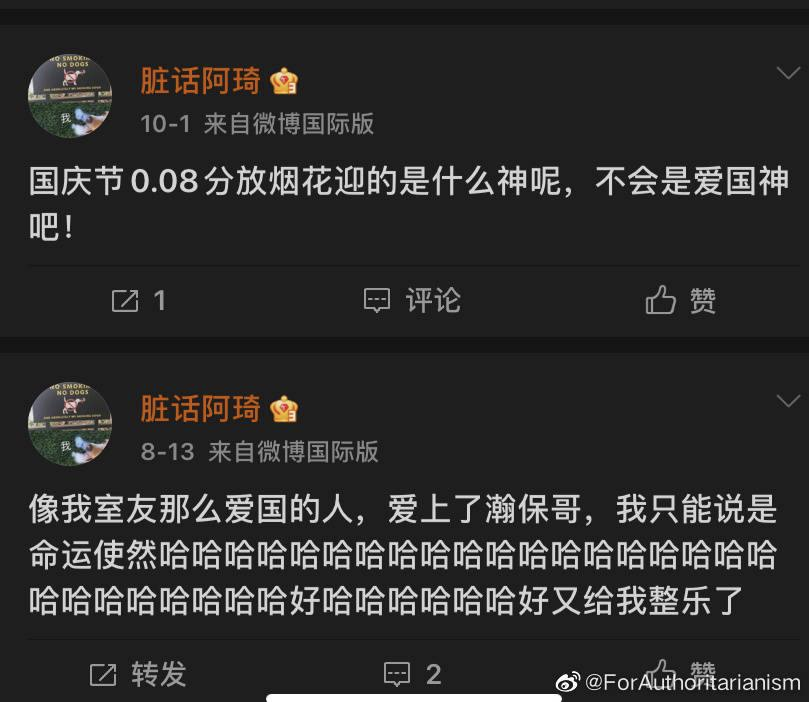 NO SMOKING
NO DOGS
我
脏话阿琦
10-1 来自微博国际版
国庆节0.08分放烟花迎的是什么神呢，不会是爱国神
吧！
1
评论
赞
NO SMOKING
NO DOGS
我
脏话阿琦
8-13 来自微博国际版
像我室友那么爱国的人，爱上了瀚保哥，我只能说是
命运使然哈哈哈哈哈哈哈哈哈哈哈哈哈哈哈哈哈哈哈
哈哈哈哈哈哈哈哈好哈哈哈哈哈哈好又给我整乐了
转发
2
赞
@ForAuthoritarianism